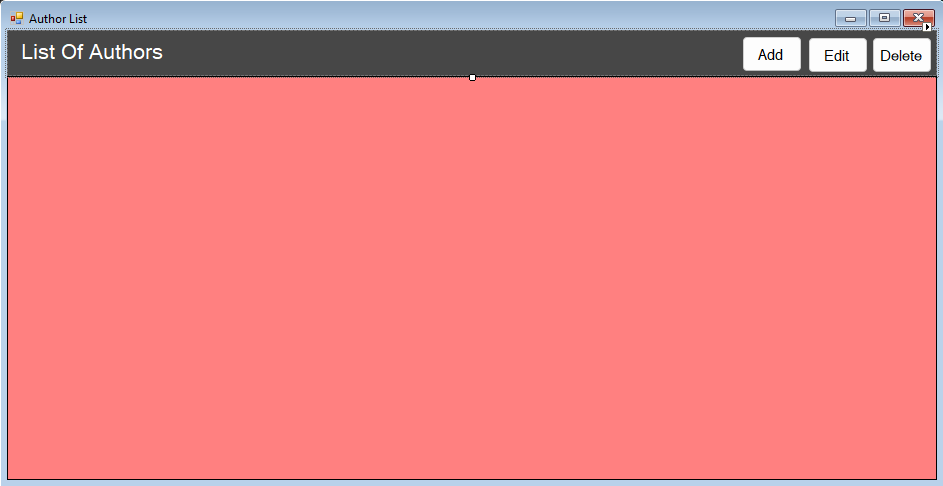 Author List
List Of Authors
Add
Edit
Delete